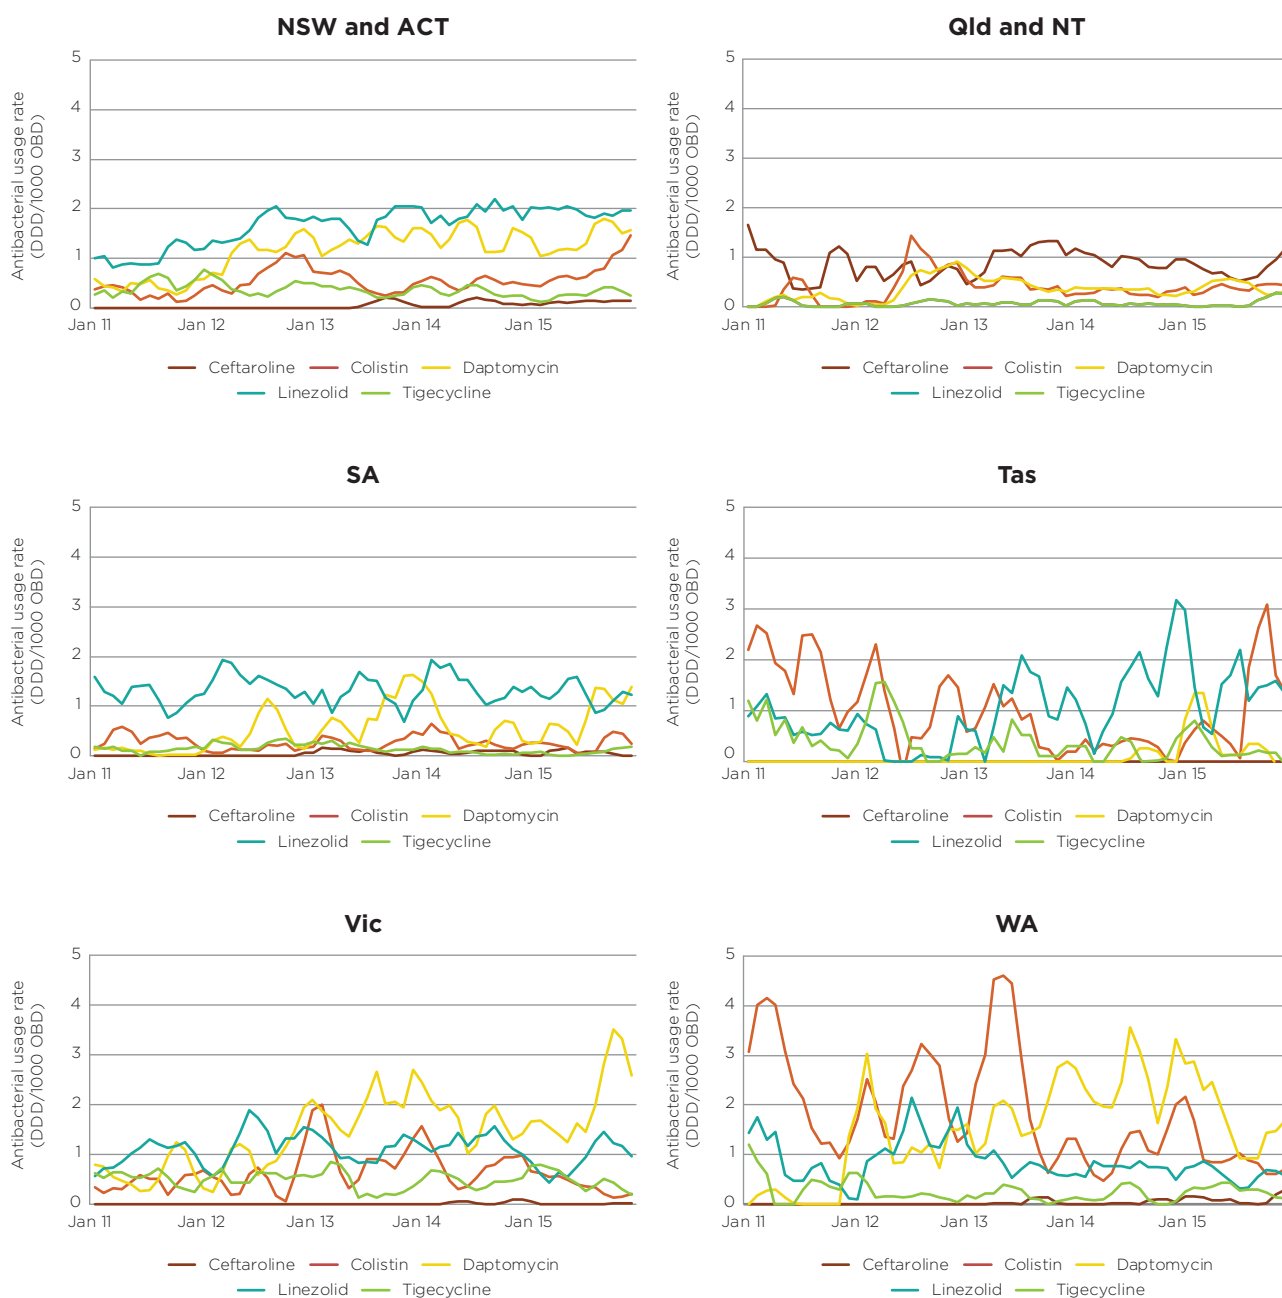 NSW and ACT
Antibacterial usage rate
(DDD/1000 OBD)
5
4
3
2
1
0
Jan 11 Jan 12 Jan 13 Jan 14 Jan 15
Ceftaroline Colistin Daptomycin
Linezolid Tigecycline
Qld and NT
Antibacterial usage rate
(DDD/1000 OBD)
5
4
3
2
1
0
Jan 11 Jan 12 Jan 13 Jan 14 Jan 15
Ceftaroline Colistin Daptomycin
Linezolid Tigecycline
SA
Antibacterial usage rate
(DDD/1000 OBD)
5
4
3
2
1
0
Jan 11 Jan 12 Jan 13 Jan 14 Jan 15
Ceftaroline Colistin Daptomycin
Linezolid Tigecycline
Tas
Antibacterial usage rate
(DDD/1000 OBD)
5
4
3
2
1
0
Jan 11 Jan 12 Jan 13 Jan 14 Jan 15
Ceftaroline Colistin Daptomycin
Linezolid Tigecycline
Vic
Antibacterial usage rate
(DDD/1000 OBD)
5
4
3
2
1
0
Jan 11 Jan 12 Jan 13 Jan 14 Jan 15
Ceftaroline Colistin Daptomycin
Linezolid Tigecycline
WA
Antibacterial usage rate
(DDD/1000 OBD)
5
4
3
2
1
0
Jan 11 Jan 12 Jan 13 Jan 14 Jan 15
Ceftaroline Colistin Daptomycin
Linezolid Tigecycline